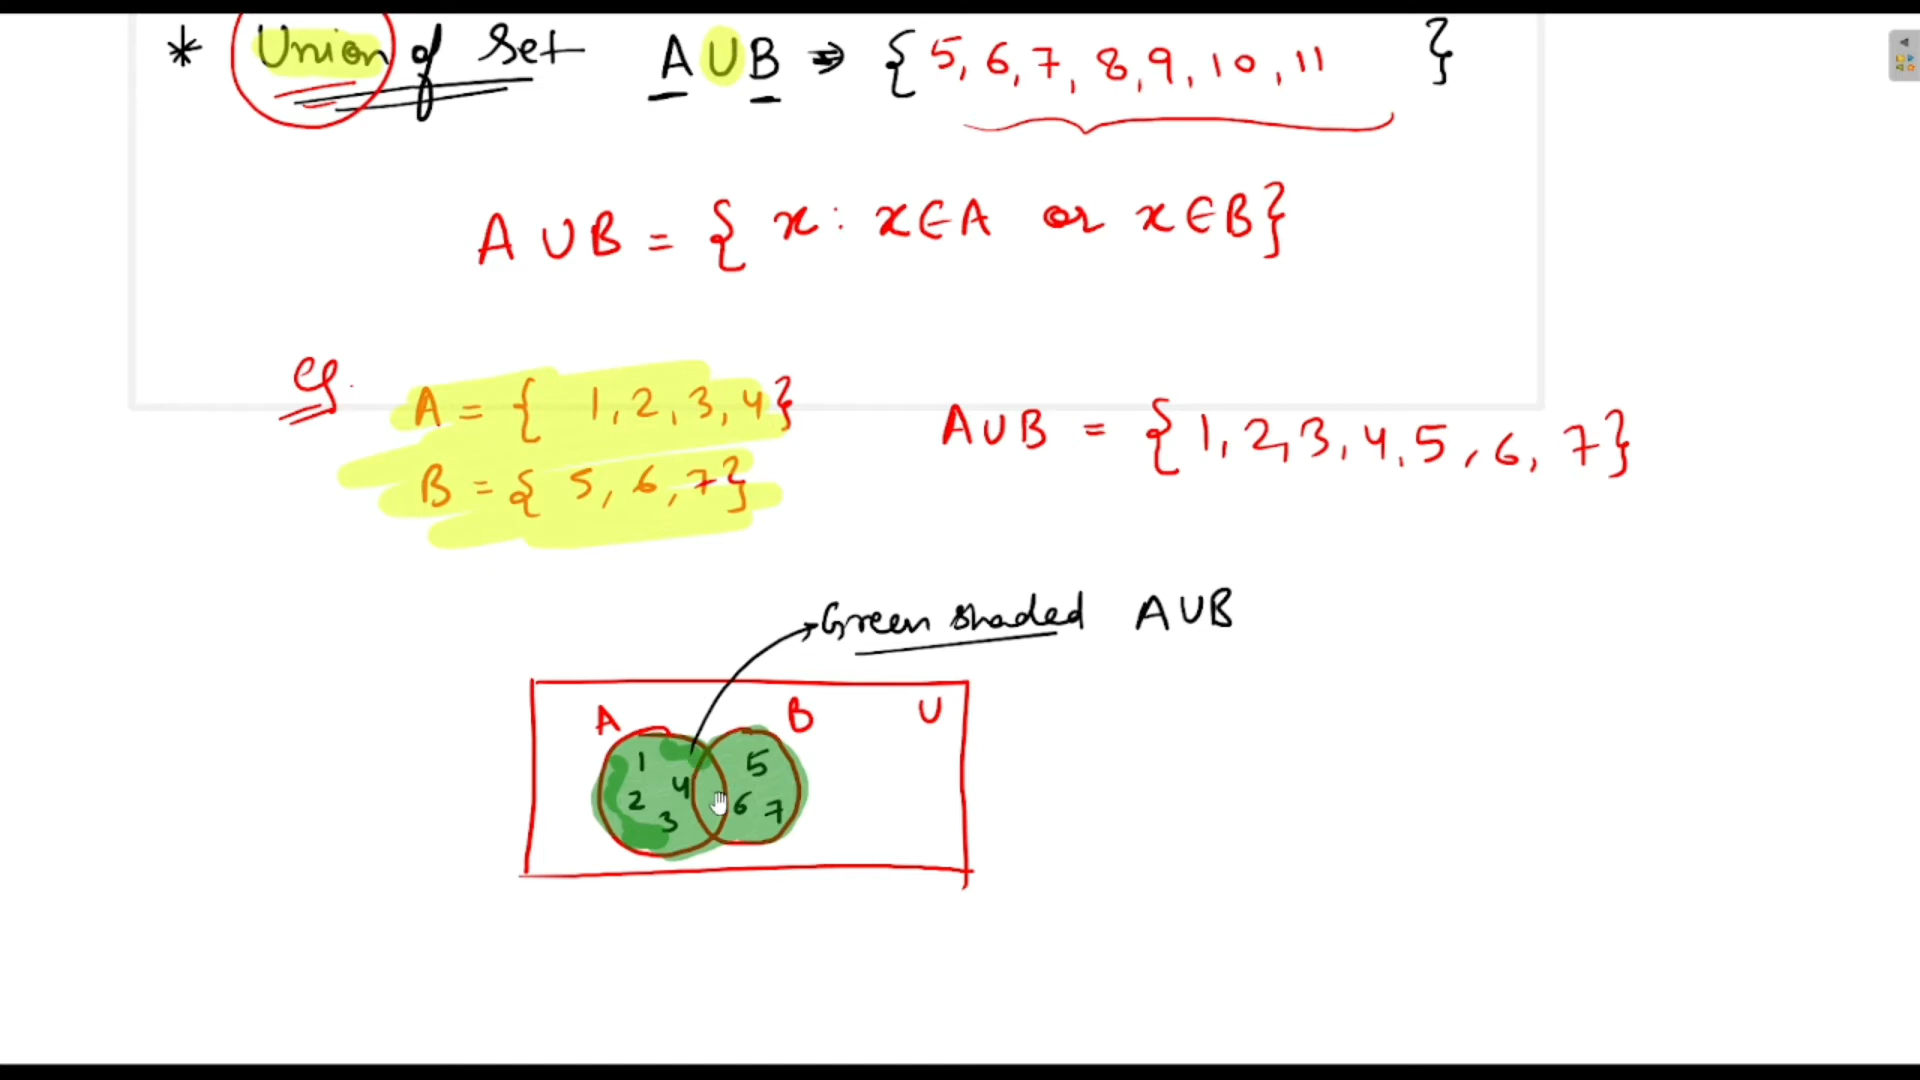 * Union of Set A ∪ B ⇒ {5, 6, 7, 8, 9, 10, 11 }
A ∪ B = { x : x ∈ A or x ∈ B}
eg.
A = { 1, 2, 3, 4}
B = { 5, 6, 7}
A ∪ B = {1, 2, 3, 4, 5, 6, 7}
Green shaded A ∪ B
A B U
1 4 2 3
5 6 7